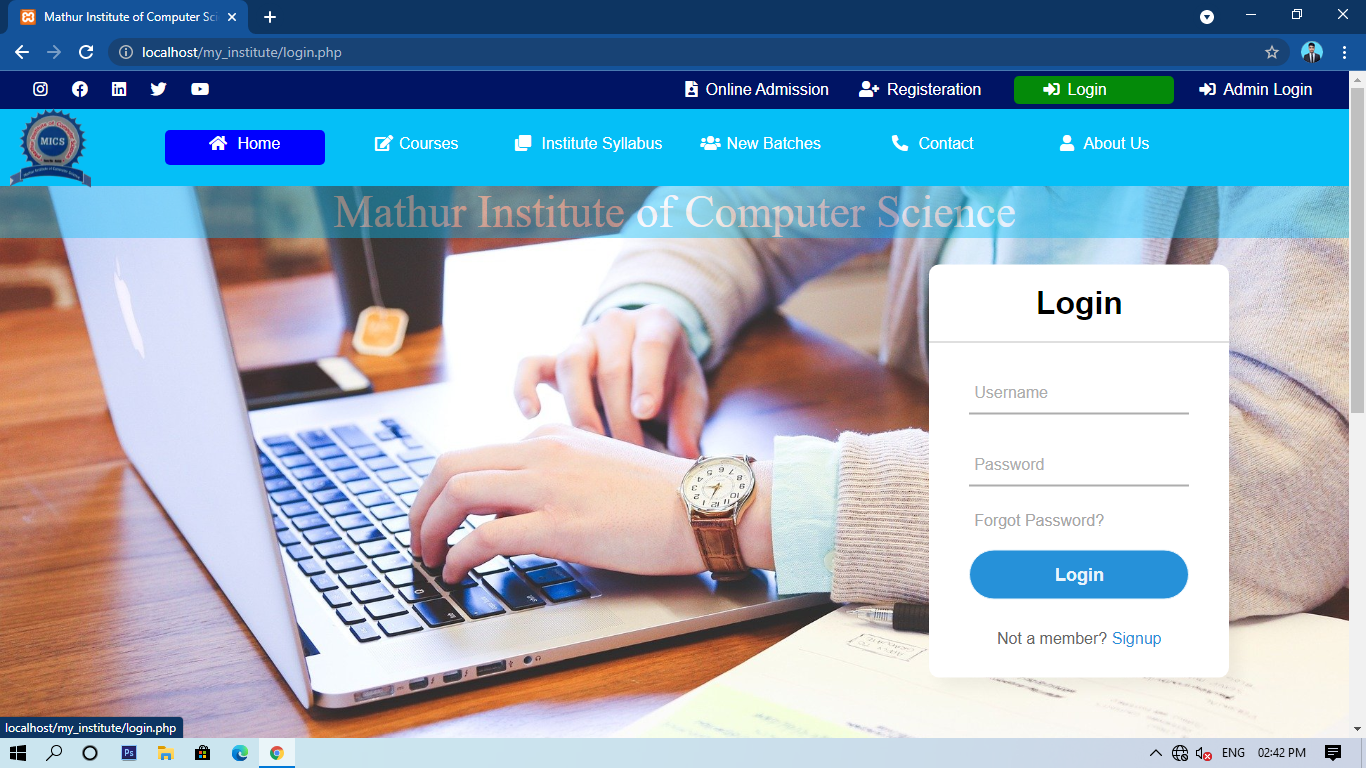 Mathur Institute of Computer Sci
localhost/my_institute/login.php
Online Admission Registeration Login Admin Login
MICS
Home Courses Institute Syllabus New Batches Contact About Us
Mathur Institute of Computer Science
Login
Username
Password
Forgot Password?
Login
Not a member? Signup
localhost/my_institute/login.php
Ps
ENG 02:42 PM